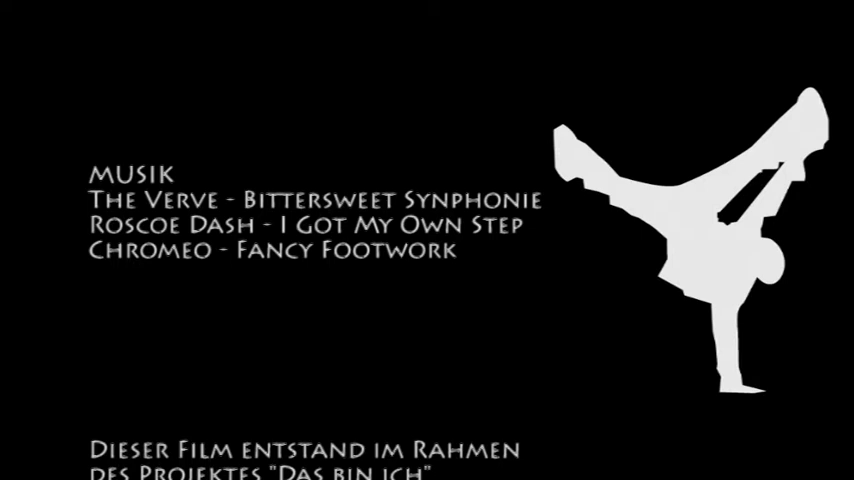 MUSIK
THE VERVE - BITTERSWEET SYNPHONIE
ROSCOE DASH - I GOT MY OWN STEP
CHROMEO - FANCY FOOTWORK
DIESER FILM ENTSTAND IM RAHMEN
DES PROJEKTES "DAS BIN ICH"